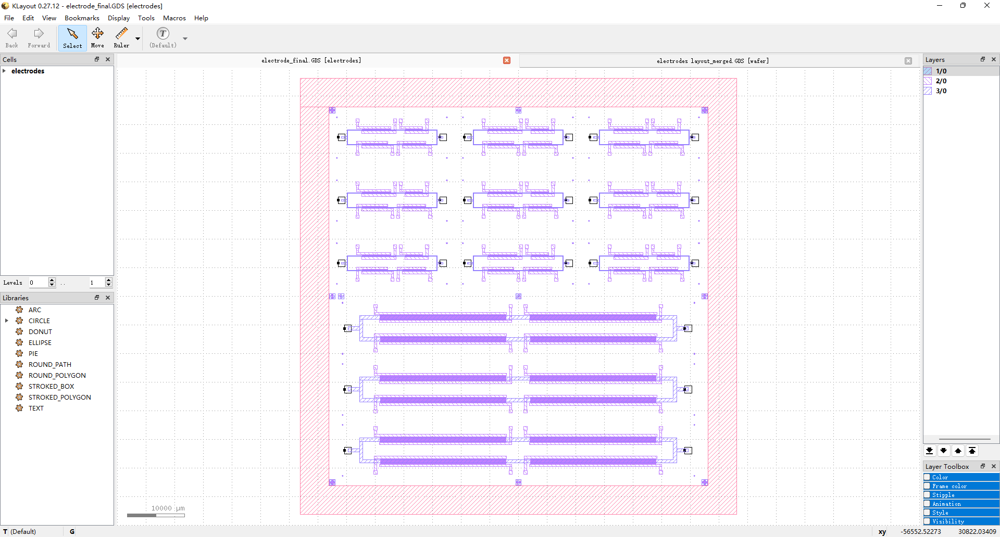 KLayout 0.27.12 - electrode_final.GDS [electrodes]
File Edit View Bookmarks Display Tools Macros Help
Back Forward Select Move Ruler T (Default)
Cells
electrodes
Levels 0 .. 1
Libraries
ARC
CIRCLE
DONUT
ELLIPSE
PIE
ROUND_PATH
ROUND_POLYGON
STROKED_BOX
STROKED_POLYGON
TEXT
electrode_final.GDS [electrodes]
electrodes layout_merged.GDS [wafer]
10000 µm
Layers
1/0
2/0
3/0
Layer Toolbox
Color
Frame color
Stipple
Animation
Style
Visibility
T (Default) G xy -56552.52273 30822.03409